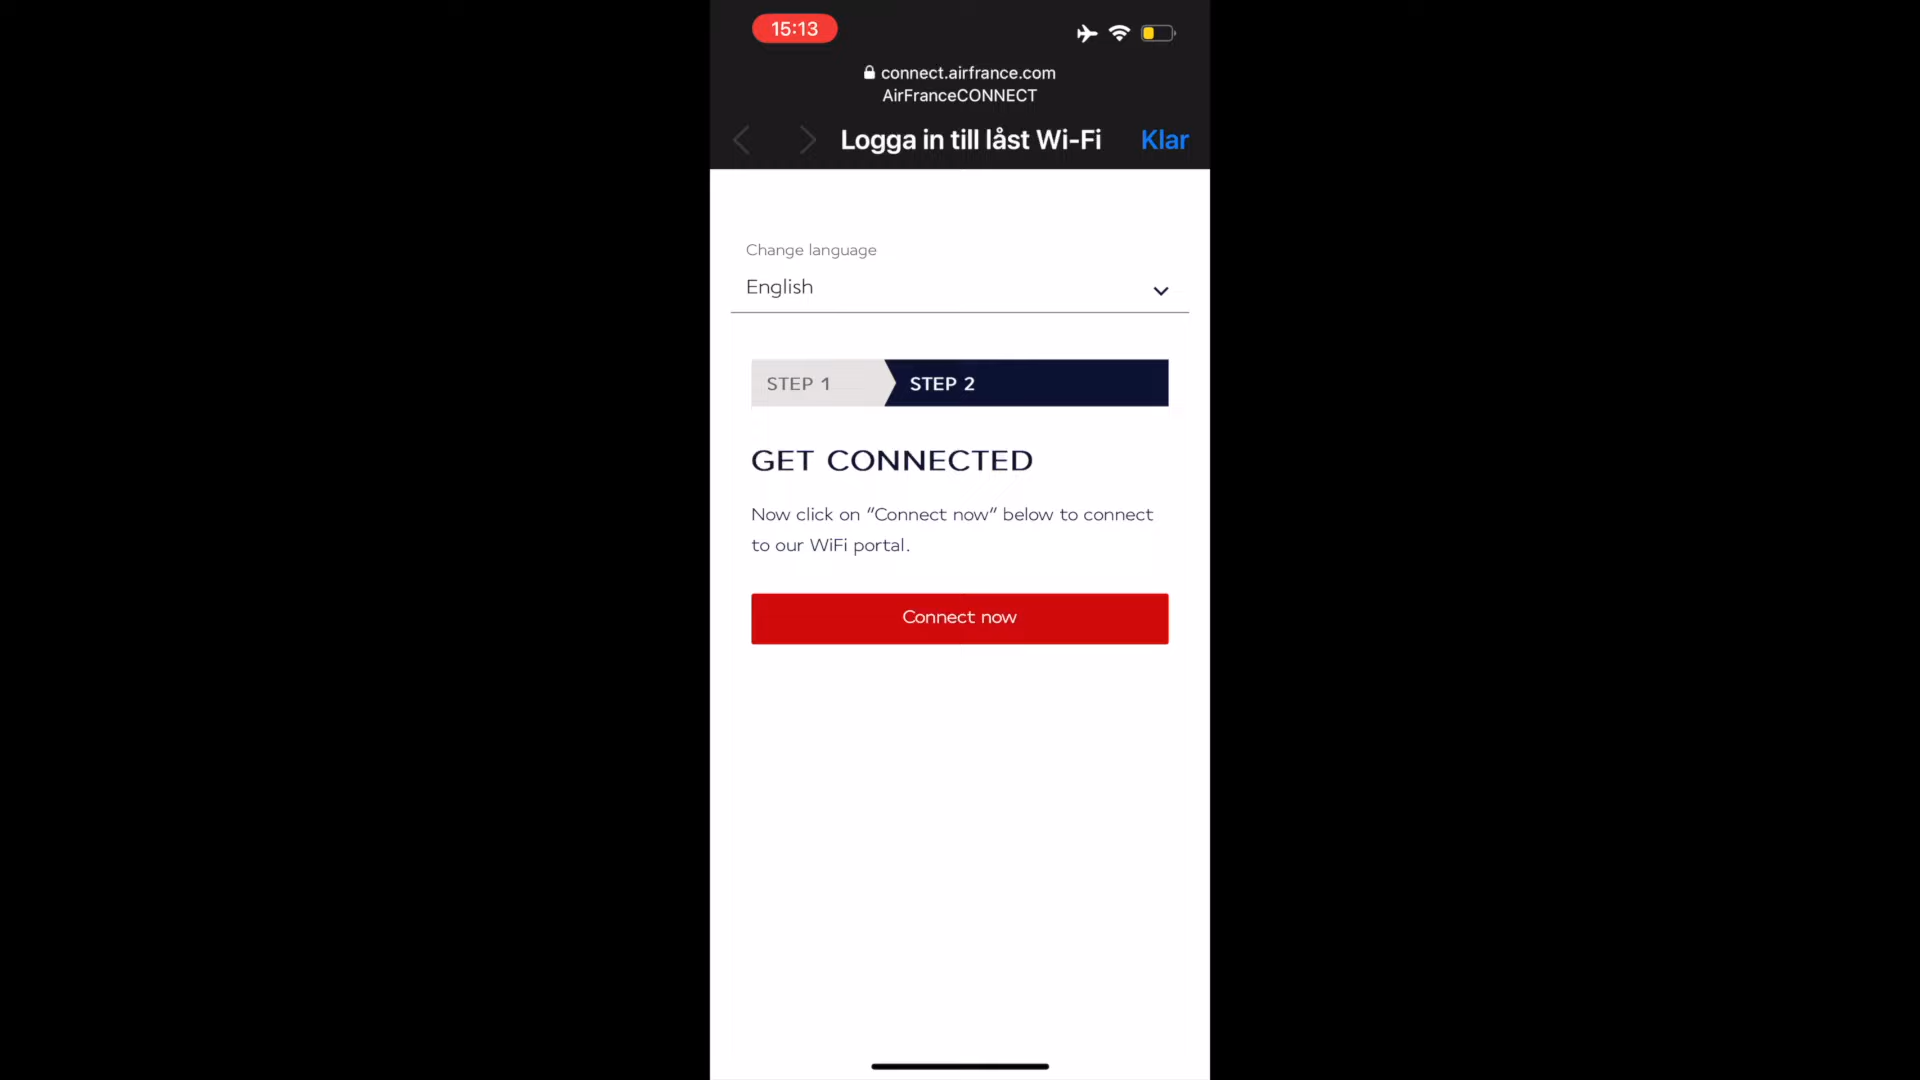 15:13
connect.airfrance.com
AirFranceCONNECT
Logga in till låst Wi-Fi
Klar
Change language
English
STEP 1
STEP 2
GET CONNECTED
Now click on "Connect now" below to connect
to our WiFi portal.
Connect now